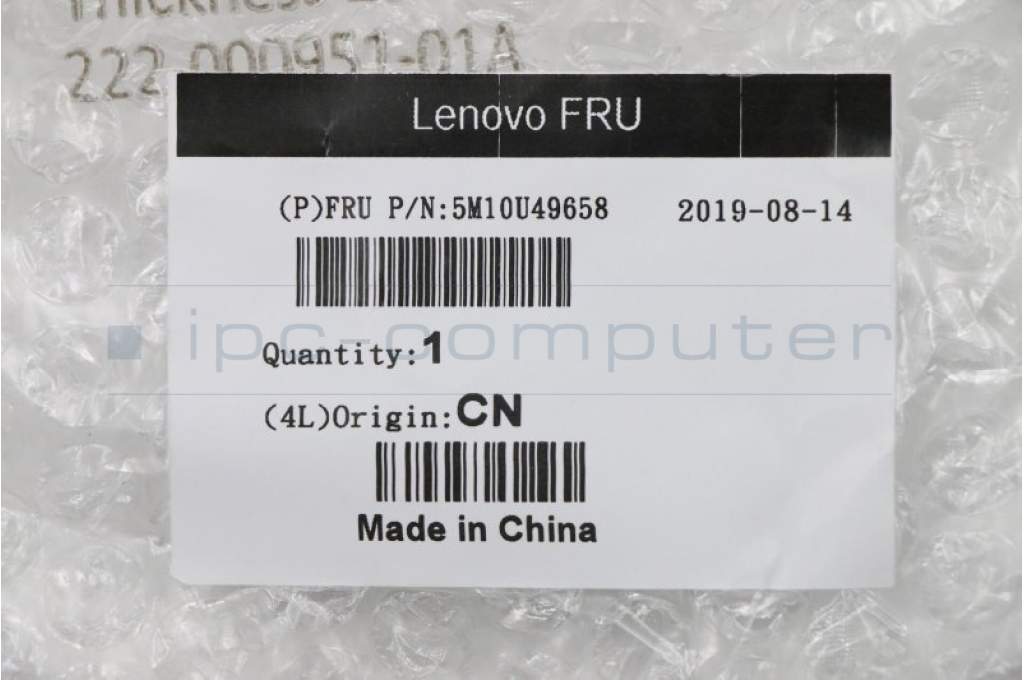 222.000951-01A
Lenovo FRU
(P)FRU P/N:5M10U49658 2019-08-14
ipc-computer
Quantity:1
(4L)Origin:CN
Made in China